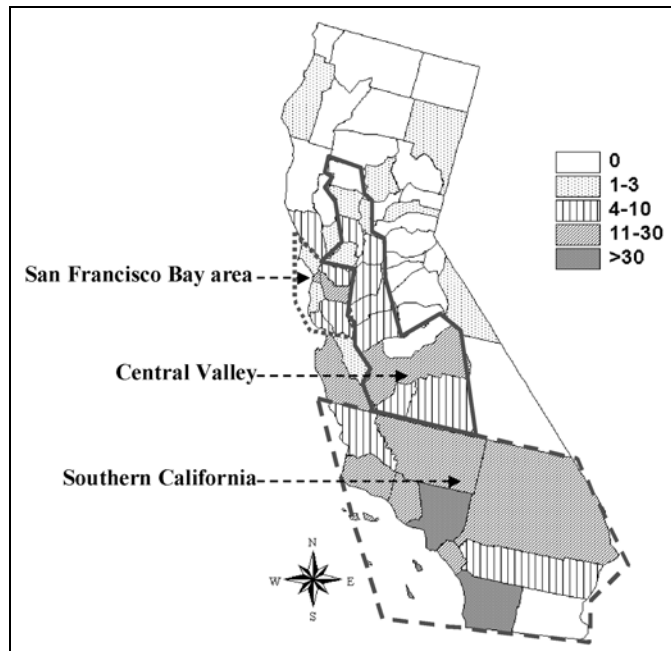 0
1-3
4-10
11-30
>30
San Francisco Bay area
Central Valley
Southern California
N
W E
S